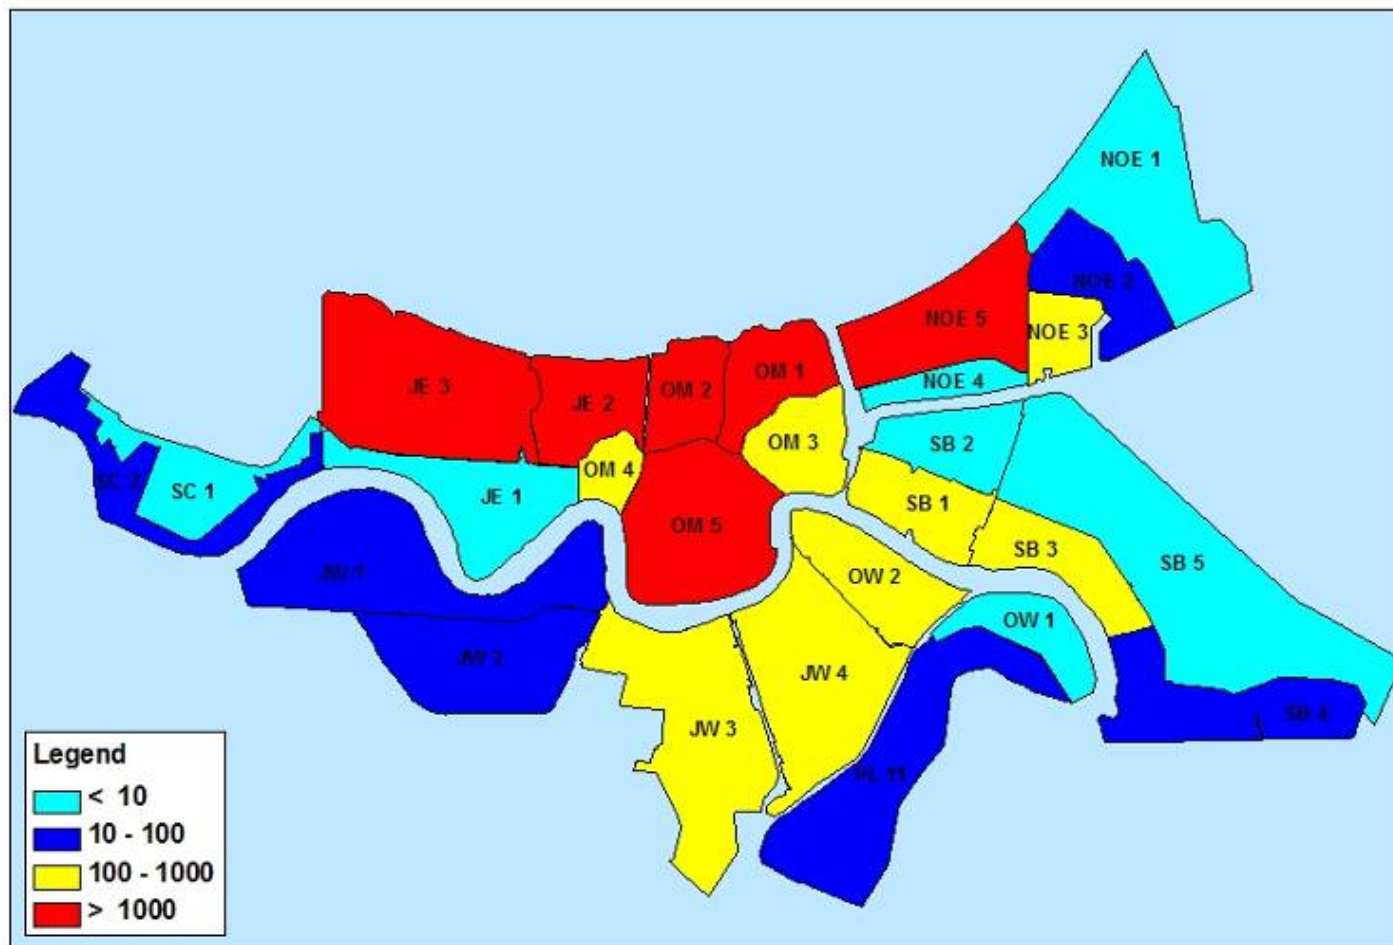 NOE 1
NOE 2
NOE 5
NOE 3
OM 1
OM 2
JE 3
NOE 4
JE 2
OM 3
SB 2
OM 4
SC 2
SC 1
JE 1
SB 1
OM 5
SB 3
SB 5
JW 1
OW 2
OW 1
JW 2
JW 4
SB 4
JW 3
PL 11
Legend
< 10
10 - 100
100 - 1000
> 1000